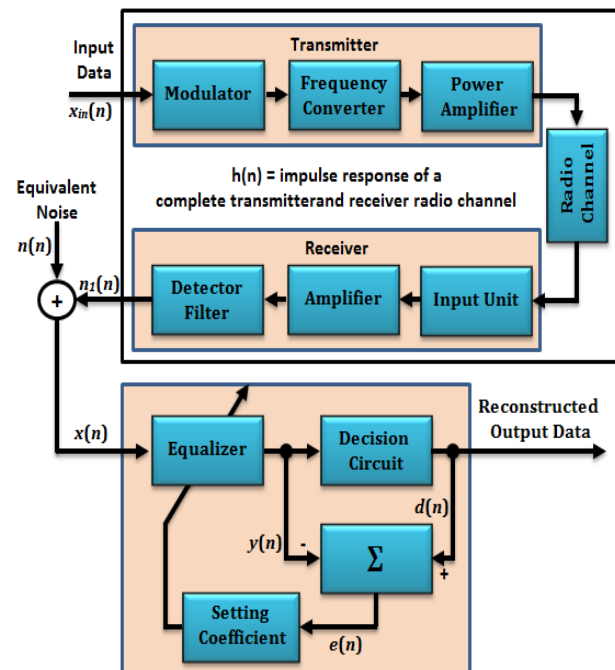 Input
Data
x_in(n)
Transmitter
Modulator
Frequency
Converter
Power
Amplifier
Radio
Channel
h(n) = impulse response of a
complete transmitterand receiver radio channel
Equivalent
Noise
n(n)
Receiver
n₁(n)
Detector
Filter
Amplifier
Input Unit
+
x(n)
Equalizer
Decision
Circuit
Reconstructed
Output Data
d(n)
y(n)
-
Σ
+
Setting
Coefficient
e(n)